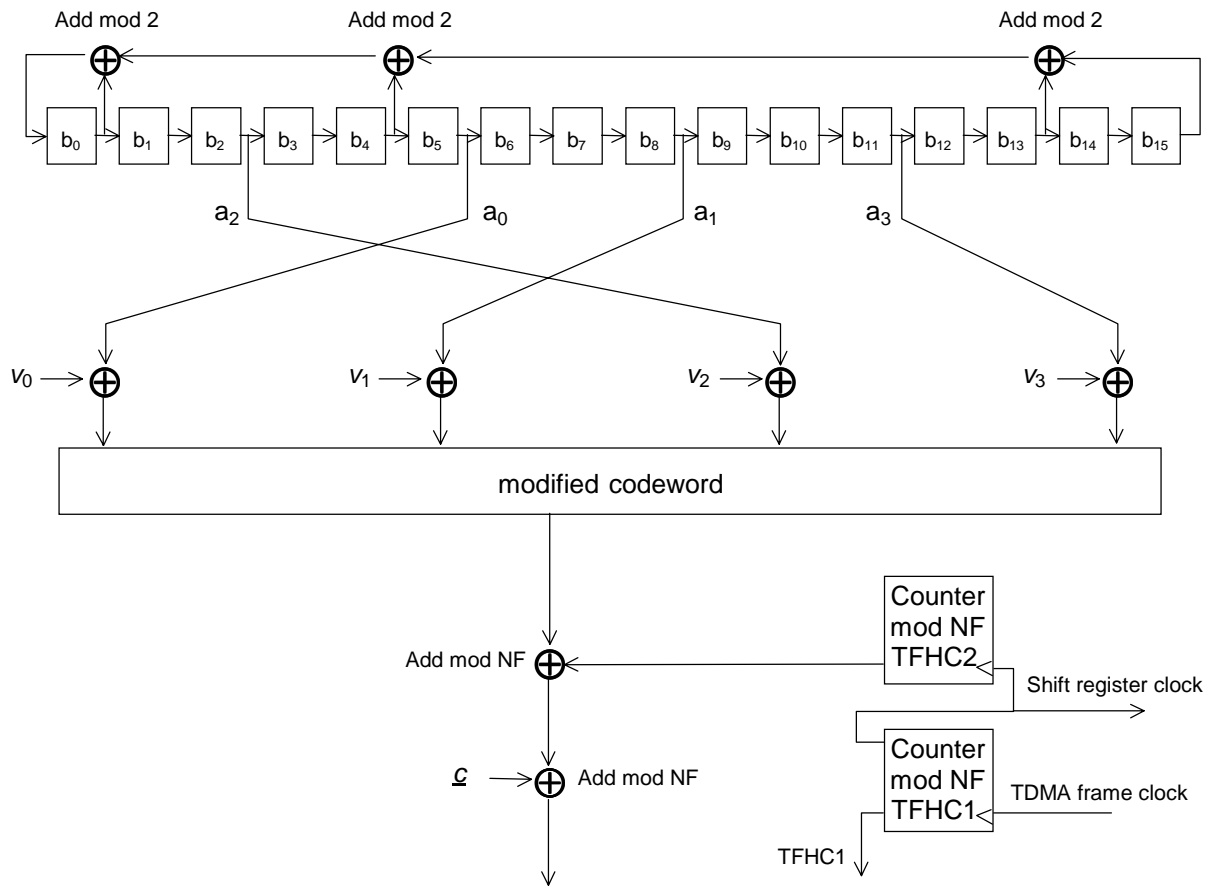 Add mod 2 Add mod 2 Add mod 2
b₀ b₁ b₂ b₃ b₄ b₅ b₆ b₇ b₈ b₉ b₁₀ b₁₁ b₁₂ b₁₃ b₁₄ b₁₅
a₂ a₀ a₁ a₃
v₀ v₁ v₂ v₃
modified codeword
Counter
mod NF
TFHC2
Add mod NF
Shift register clock
Counter
mod NF
TFHC1
c Add mod NF
TDMA frame clock
TFHC1